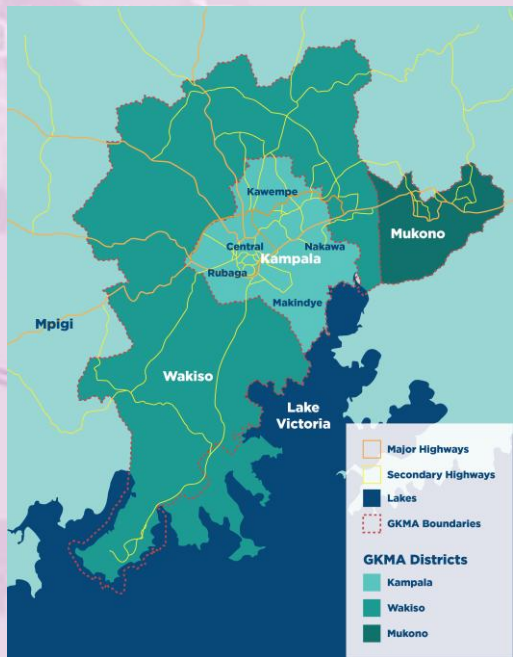 Kawempe
Mukono
Central
Nakawa
Kampala
Rubaga
Makindye
Mpigi
Wakiso
Lake
Victoria
Major Highways
Secondary Highways
Lakes
GKMA Boundaries
GKMA Districts
Kampala
Wakiso
Mukono